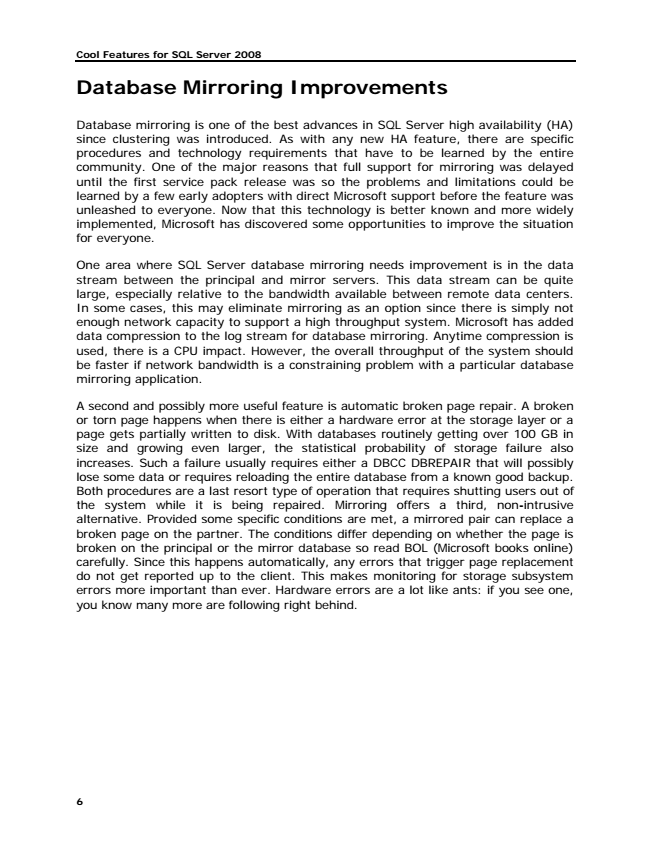 Cool Features for SQL Server 2008
Database Mirroring Improvements
Database mirroring is one of the best advances in SQL Server high availability (HA)
since clustering was introduced. As with any new HA feature, there are specific
procedures and technology requirements that have to be learned by the entire
community. One of the major reasons that full support for mirroring was delayed
until the first service pack release was so the problems and limitations could be
learned by a few early adopters with direct Microsoft support before the feature was
unleashed to everyone. Now that this technology is better known and more widely
implemented, Microsoft has discovered some opportunities to improve the situation
for everyone.
One area where SQL Server database mirroring needs improvement is in the data
stream between the principal and mirror servers. This data stream can be quite
large, especially relative to the bandwidth available between remote data centers.
In some cases, this may eliminate mirroring as an option since there is simply not
enough network capacity to support a high throughput system. Microsoft has added
data compression to the log stream for database mirroring. Anytime compression is
used, there is a CPU impact. However, the overall throughput of the system should
be faster if network bandwidth is a constraining problem with a particular database
mirroring application.
A second and possibly more useful feature is automatic broken page repair. A broken
or torn page happens when there is either a hardware error at the storage layer or a
page gets partially written to disk. With databases routinely getting over 100 GB in
size and growing even larger, the statistical probability of storage failure also
increases. Such a failure usually requires either a DBCC DBREPAIR that will possibly
lose some data or requires reloading the entire database from a known good backup.
Both procedures are a last resort type of operation that requires shutting users out of
the system while it is being repaired. Mirroring offers a third, non-intrusive
alternative. Provided some specific conditions are met, a mirrored pair can replace a
broken page on the partner. The conditions differ depending on whether the page is
broken on the principal or the mirror database so read BOL (Microsoft books online)
carefully. Since this happens automatically, any errors that trigger page replacement
do not get reported up to the client. This makes monitoring for storage subsystem
errors more important than ever. Hardware errors are a lot like ants: if you see one,
you know many more are following right behind.
6